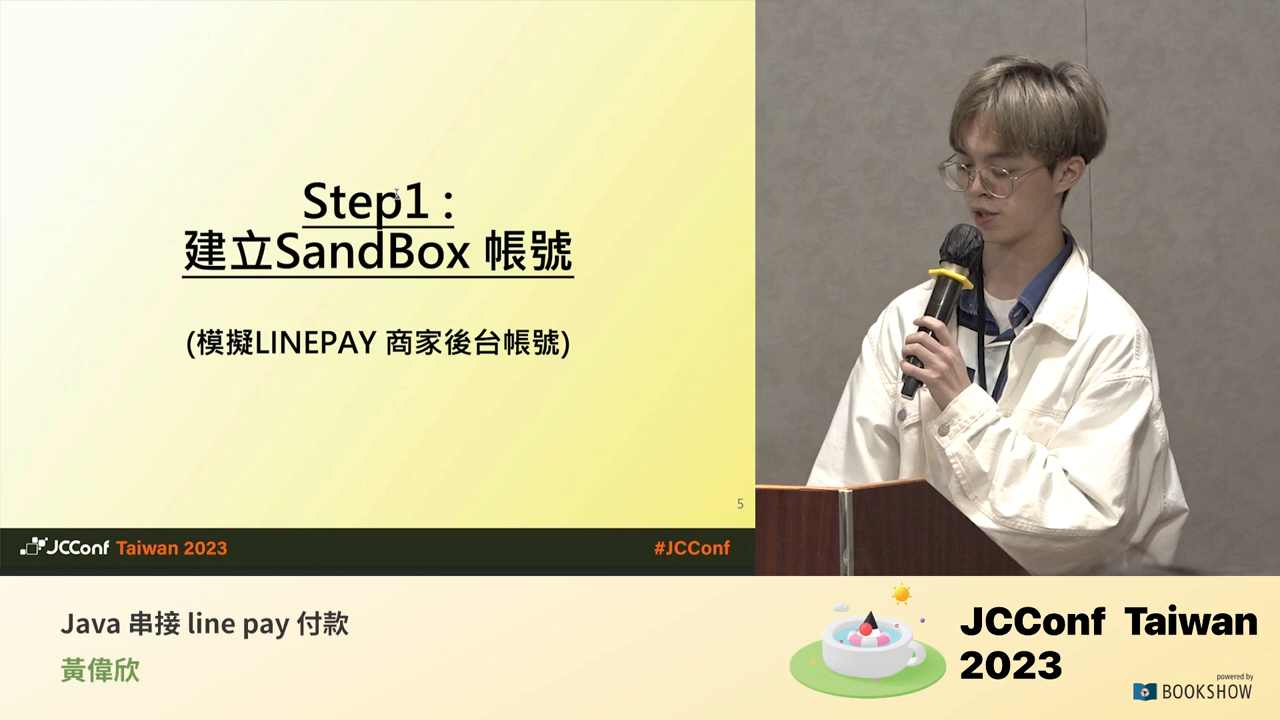 Step1 :
建立SandBox 帳號
(模擬LINEPAY 商家後台帳號)
5
JCConf Taiwan 2023
#JCConf
Java 串接 line pay 付款
黃偉欣
JCConf Taiwan
2023
powered by
BOOKSHOW